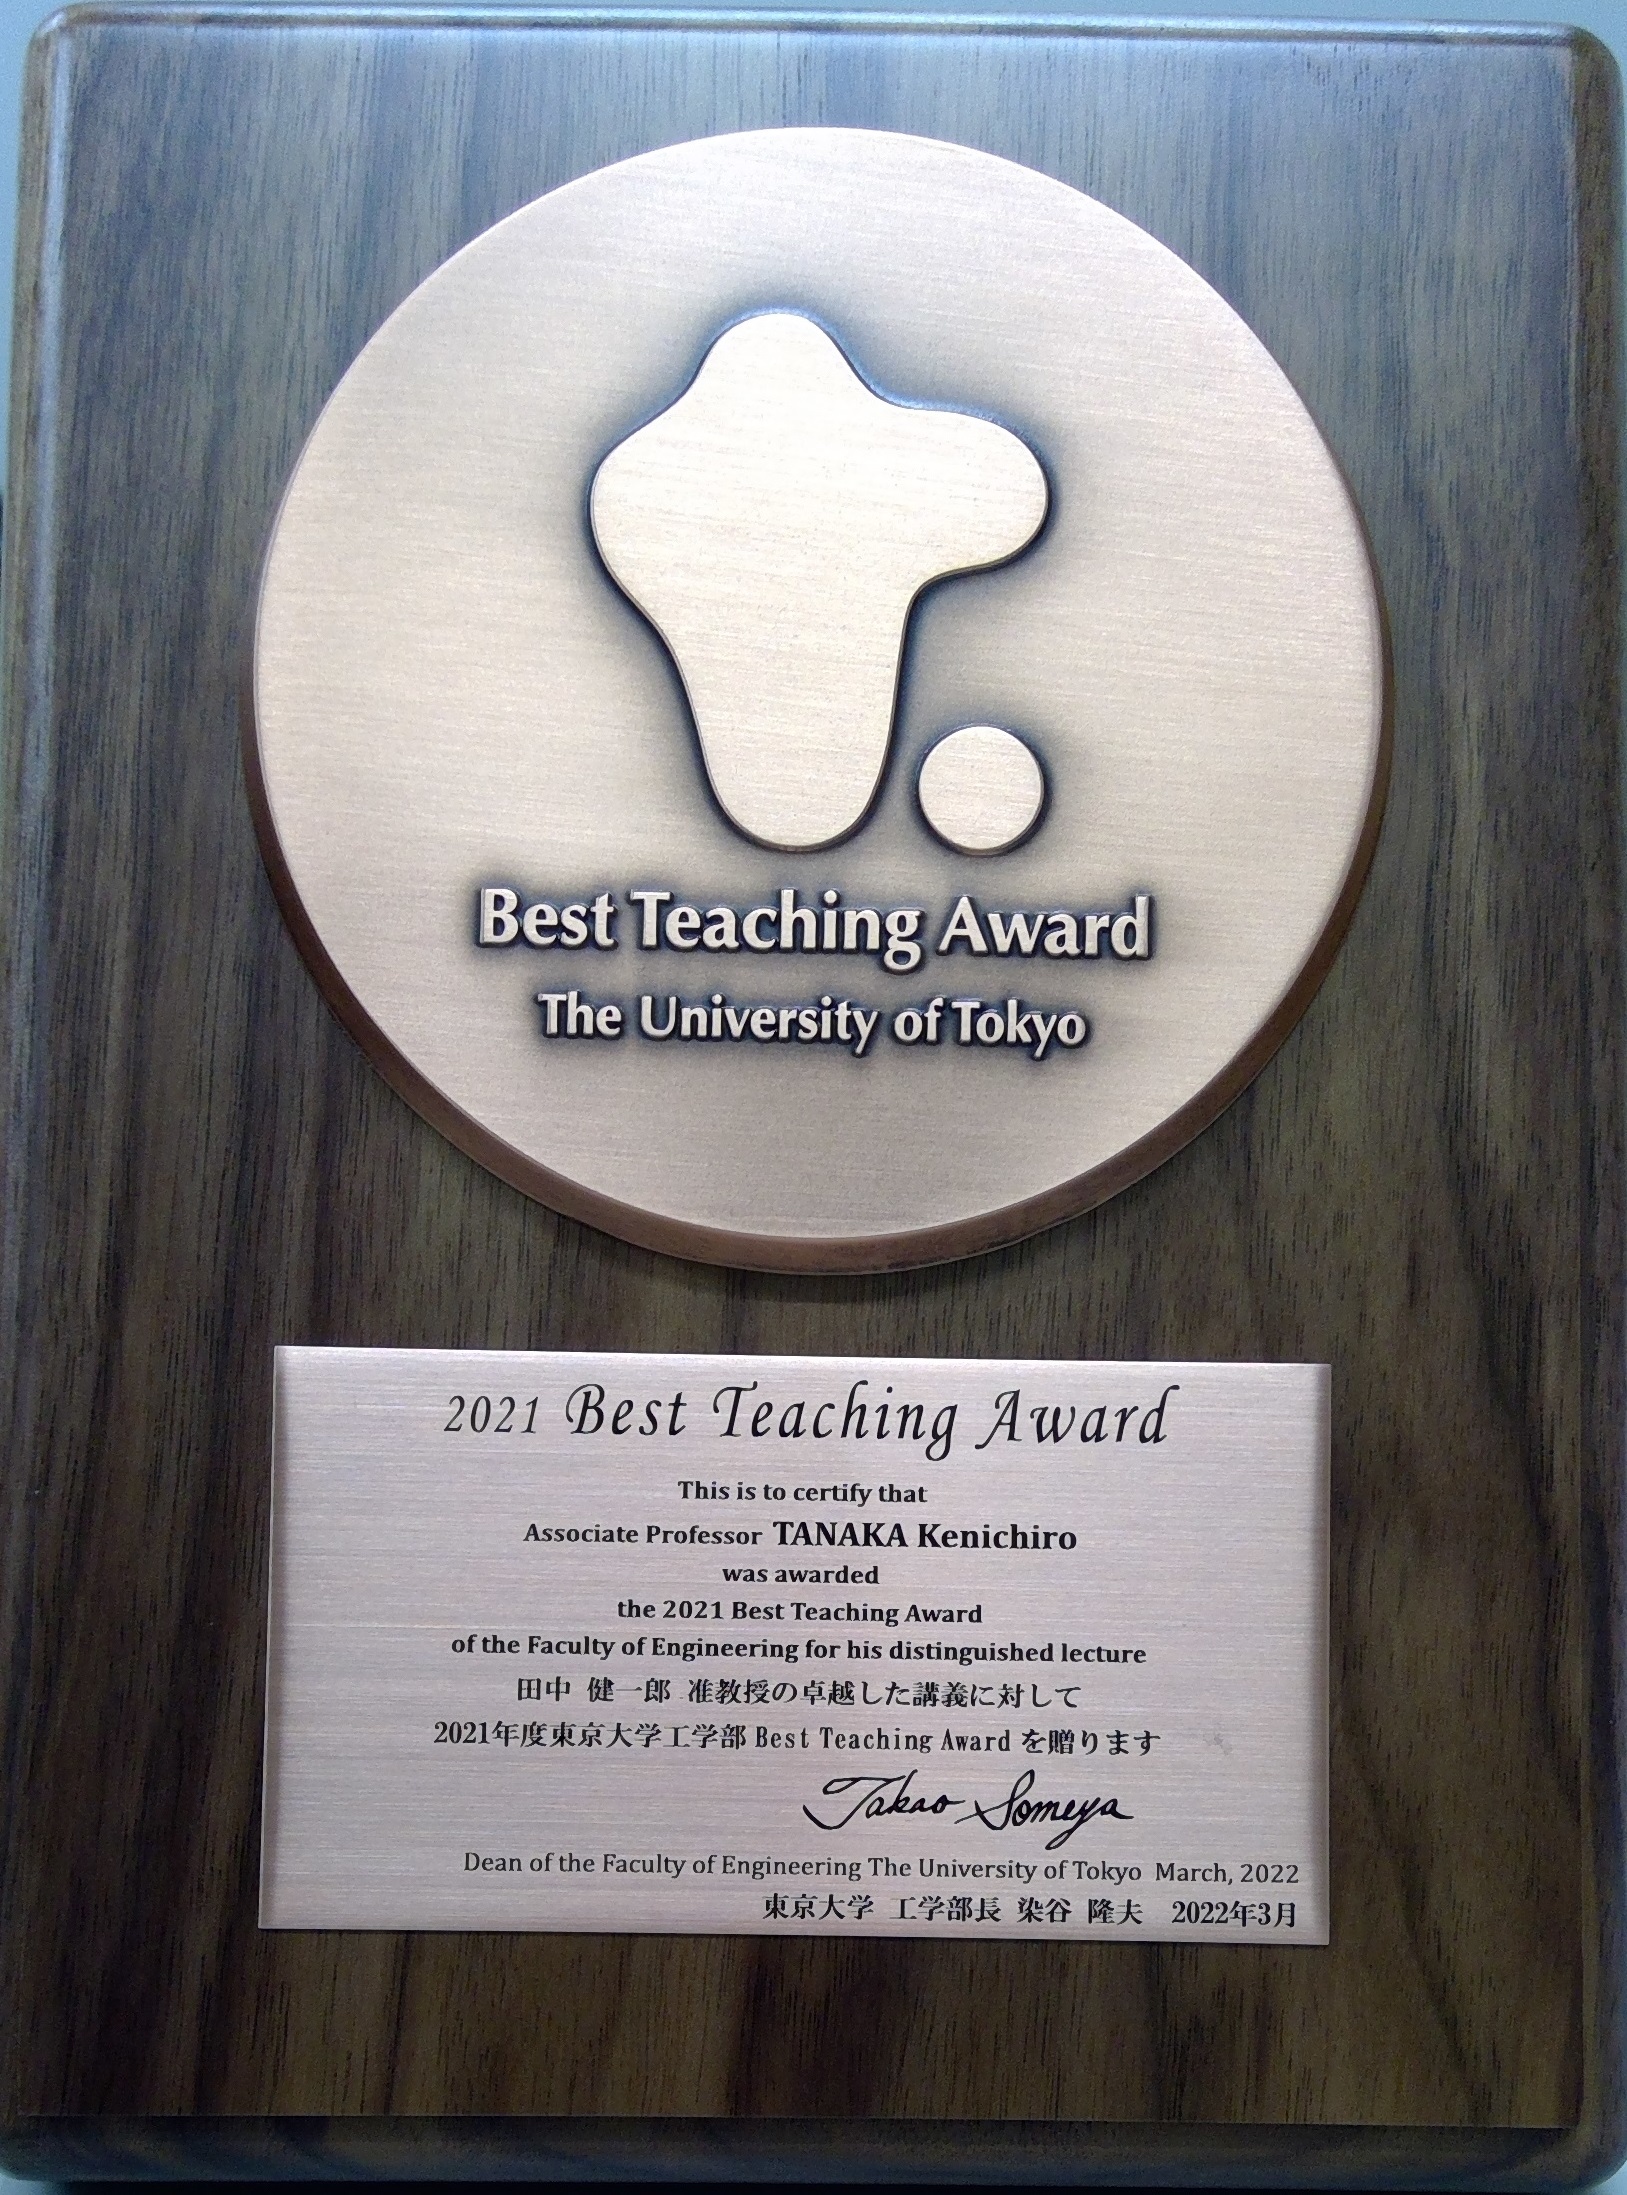 Best Teaching Award
The University of Tokyo
2021 Best Teaching Award
This is to certify that
Associate Professor TANAKA Kenichiro
was awarded
the 2021 Best Teaching Award
of the Faculty of Engineering for his distinguished lecture
田中 健一郎 准教授の卓越した講義に対して
2021年度東京大学工学部 Best Teaching Award を贈ります
Takao Someya
Dean of the Faculty of Engineering The University of Tokyo March, 2022
東京大学 工学部長 染谷 隆夫 2022年3月